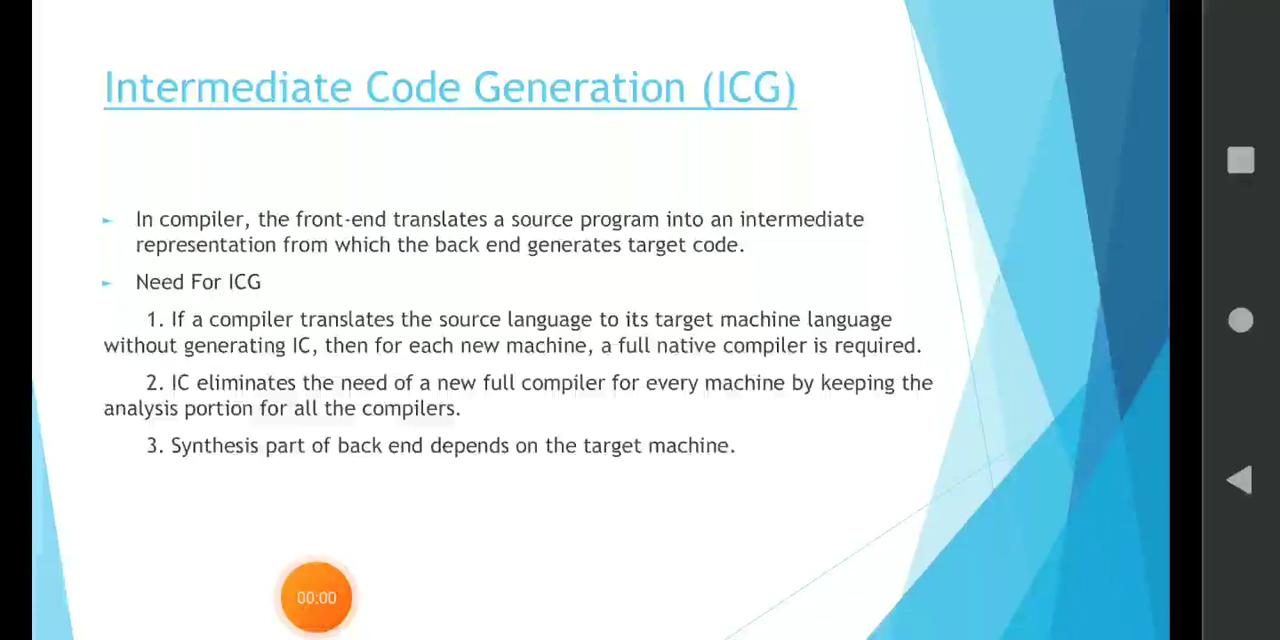 Intermediate Code Generation (ICG)
In compiler, the front-end translates a source program into an intermediate
representation from which the back end generates target code.
Need For ICG
1. If a compiler translates the source language to its target machine language
without generating IC, then for each new machine, a full native compiler is required.
2. IC eliminates the need of a new full compiler for every machine by keeping the
analysis portion for all the compilers.
3. Synthesis part of back end depends on the target machine.
00:00